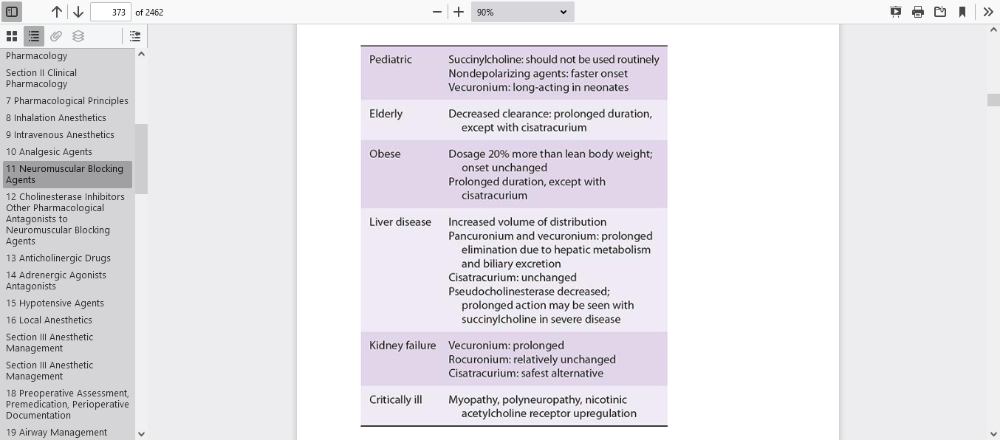 373 of 2462
90%
Pharmacology
Section II Clinical
Pharmacology
7 Pharmacological Principles
8 Inhalation Anesthetics
9 Intravenous Anesthetics
10 Analgesic Agents
11 Neuromuscular Blocking
Agents
12 Cholinesterase Inhibitors
Other Pharmacological
Antagonists to
Neuromuscular Blocking
Agents
13 Anticholinergic Drugs
14 Adrenergic Agonists
Antagonists
15 Hypotensive Agents
16 Local Anesthetics
Section III Anesthetic
Management
Section III Anesthetic
Management
18 Preoperative Assessment,
Premedication, Perioperative
Documentation
19 Airway Management
Pediatric Succinylcholine: should not be used routinely
Nondepolarizing agents: faster onset
Vecuronium: long-acting in neonates
Elderly Decreased clearance: prolonged duration,
except with cisatracurium
Obese Dosage 20% more than lean body weight;
onset unchanged
Prolonged duration, except with
cisatracurium
Liver disease Increased volume of distribution
Pancuronium and vecuronium: prolonged
elimination due to hepatic metabolism
and biliary excretion
Cisatracurium: unchanged
Pseudocholinesterase decreased;
prolonged action may be seen with
succinylcholine in severe disease
Kidney failure Vecuronium: prolonged
Rocuronium: relatively unchanged
Cisatracurium: safest alternative
Critically ill Myopathy, polyneuropathy, nicotinic
acetylcholine receptor upregulation